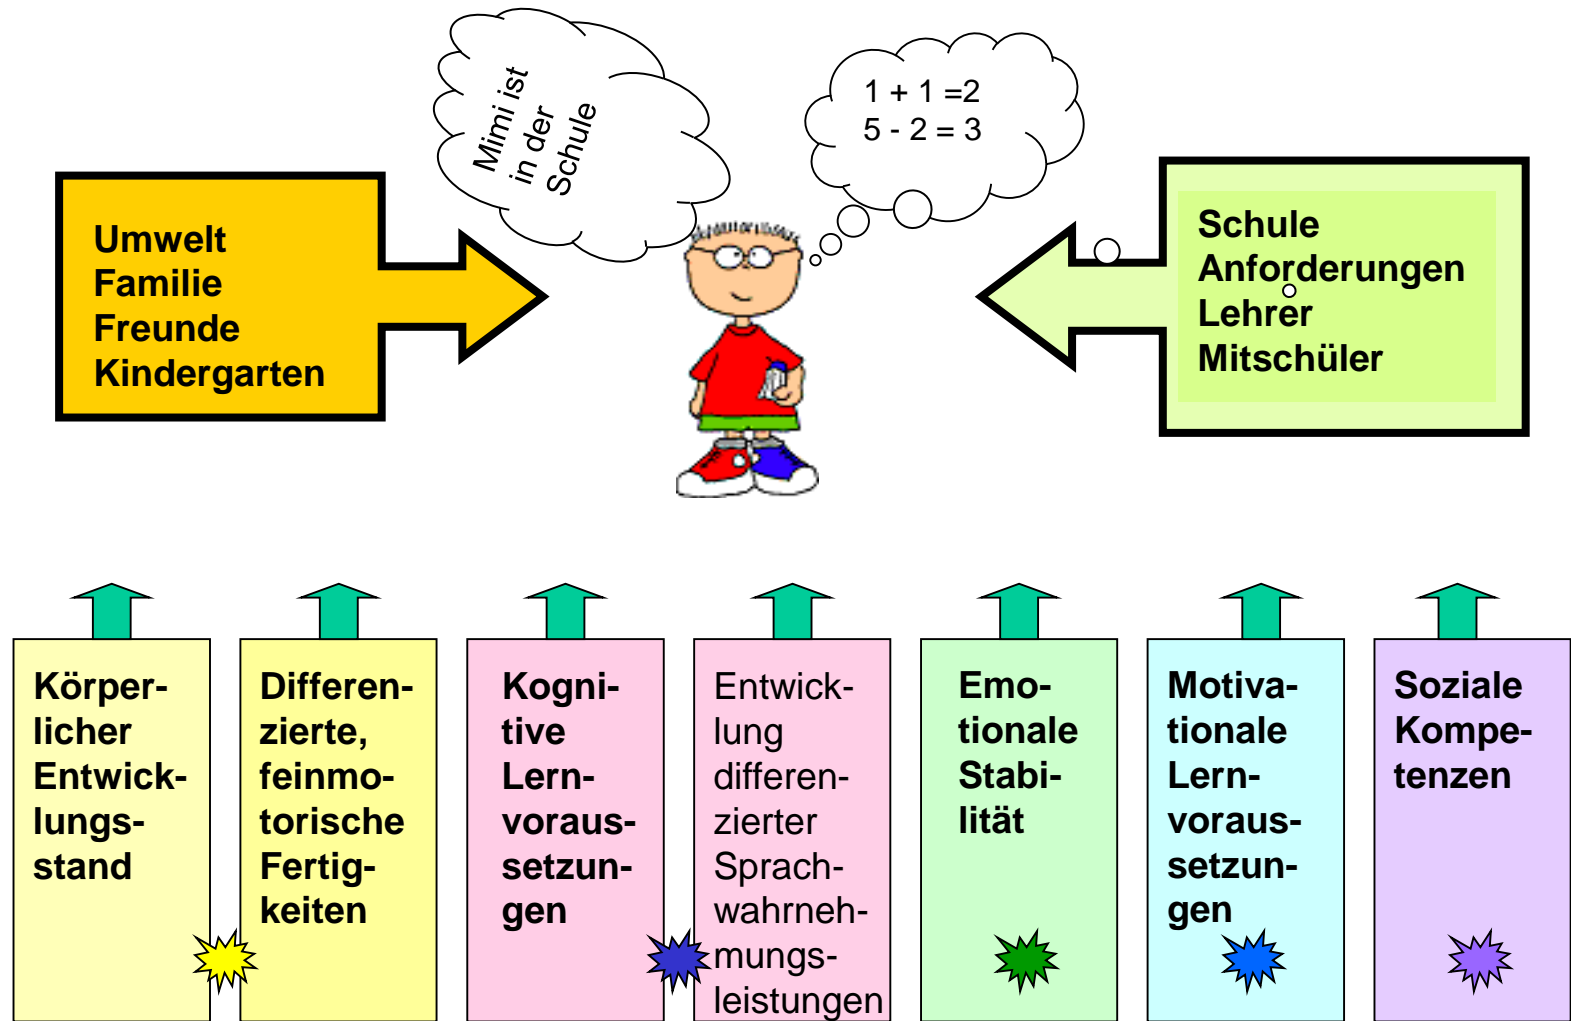 Mimi ist
in der
Schule
1 + 1 =2
5 - 2 = 3
Umwelt
Familie
Freunde
Kindergarten
Schule
Anforderungen
Lehrer
Mitschüler
Körper-
licher
Entwick-
lungs-
stand
Differen-
zierte,
feinmo-
torische
Fertig-
keiten
Kogni-
tive
Lern-
voraus-
setzun-
gen
Entwick-
lung
differen-
zierter
Sprach-
wahrneh-
mungs-
leistungen
Emo-
tionale
Stabi-
lität
Motiva-
tionale
Lern-
voraus-
setzun-
gen
Soziale
Kompe-
tenzen